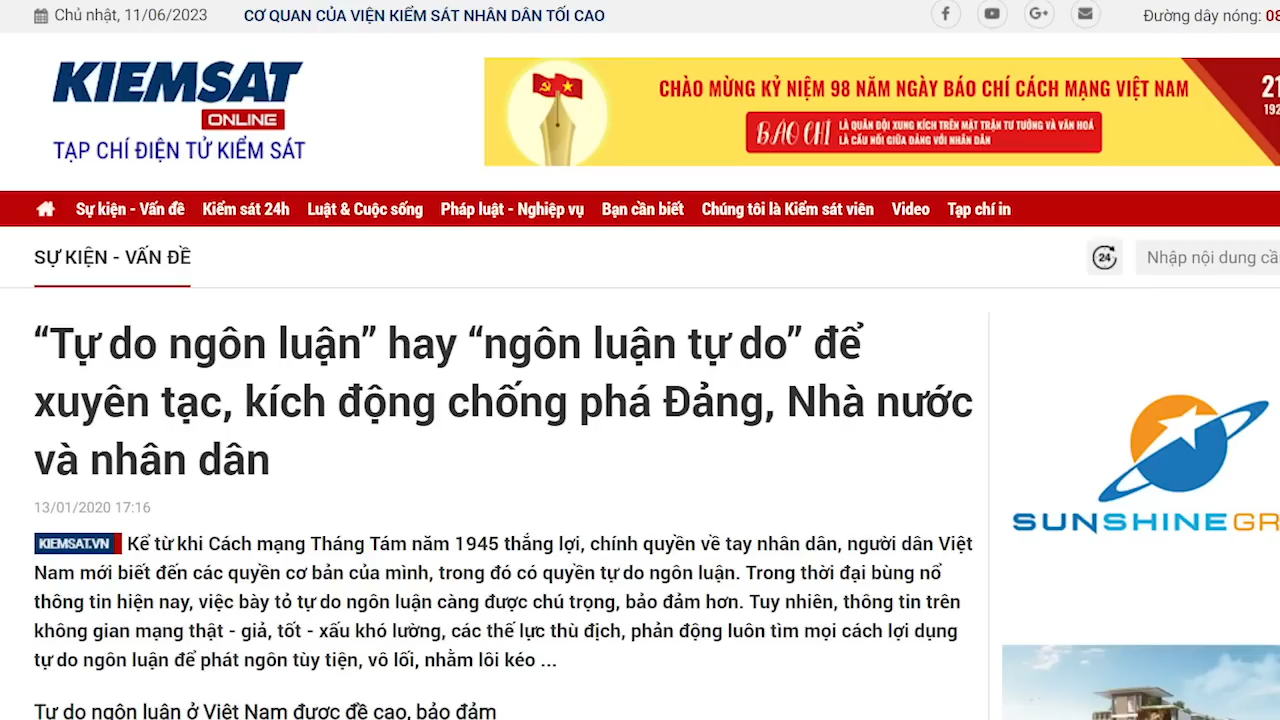 Chủ nhật, 11/06/2023
CƠ QUAN CỦA VIỆN KIỂM SÁT NHÂN DÂN TỐI CAO
Đường dây nóng: 08
KIEMSAT
ONLINE
TẠP CHÍ ĐIỆN TỬ KIỂM SÁT
CHÀO MỪNG KỶ NIỆM 98 NĂM NGÀY BÁO CHÍ CÁCH MẠNG VIỆT NAM
BÁO CHÍ
LÀ QUÂN ĐỘI XUNG KÍCH TRÊN MẶT TRẬN TƯ TƯỞNG VÀ VĂN HOÁ
LÀ CẦU NỐI GIỮA ĐẢNG VỚI NHÂN DÂN
21
192
Sự kiện - Vấn đề Kiểm sát 24h Luật & Cuộc sống Pháp luật - Nghiệp vụ Bạn cần biết Chúng tôi là Kiểm sát viên Video Tạp chí in
SỰ KIỆN - VẤN ĐỀ
24
Nhập nội dung cầ
“Tự do ngôn luận” hay “ngôn luận tự do” để
xuyên tạc, kích động chống phá Đảng, Nhà nước
và nhân dân
13/01/2020 17:16
KIEMSAT.VN Kể từ khi Cách mạng Tháng Tám năm 1945 thắng lợi, chính quyền về tay nhân dân, người dân Việt
Nam mới biết đến các quyền cơ bản của mình, trong đó có quyền tự do ngôn luận. Trong thời đại bùng nổ
thông tin hiện nay, việc bày tỏ tự do ngôn luận càng được chú trọng, bảo đảm hơn. Tuy nhiên, thông tin trên
không gian mạng thật - giả, tốt - xấu khó lường, các thế lực thù địch, phản động luôn tìm mọi cách lợi dụng
tự do ngôn luận để phát ngôn tùy tiện, vô lối, nhằm lôi kéo ...
Tự do ngôn luận ở Việt Nam được đề cao, bảo đảm
SUNSHINE GR